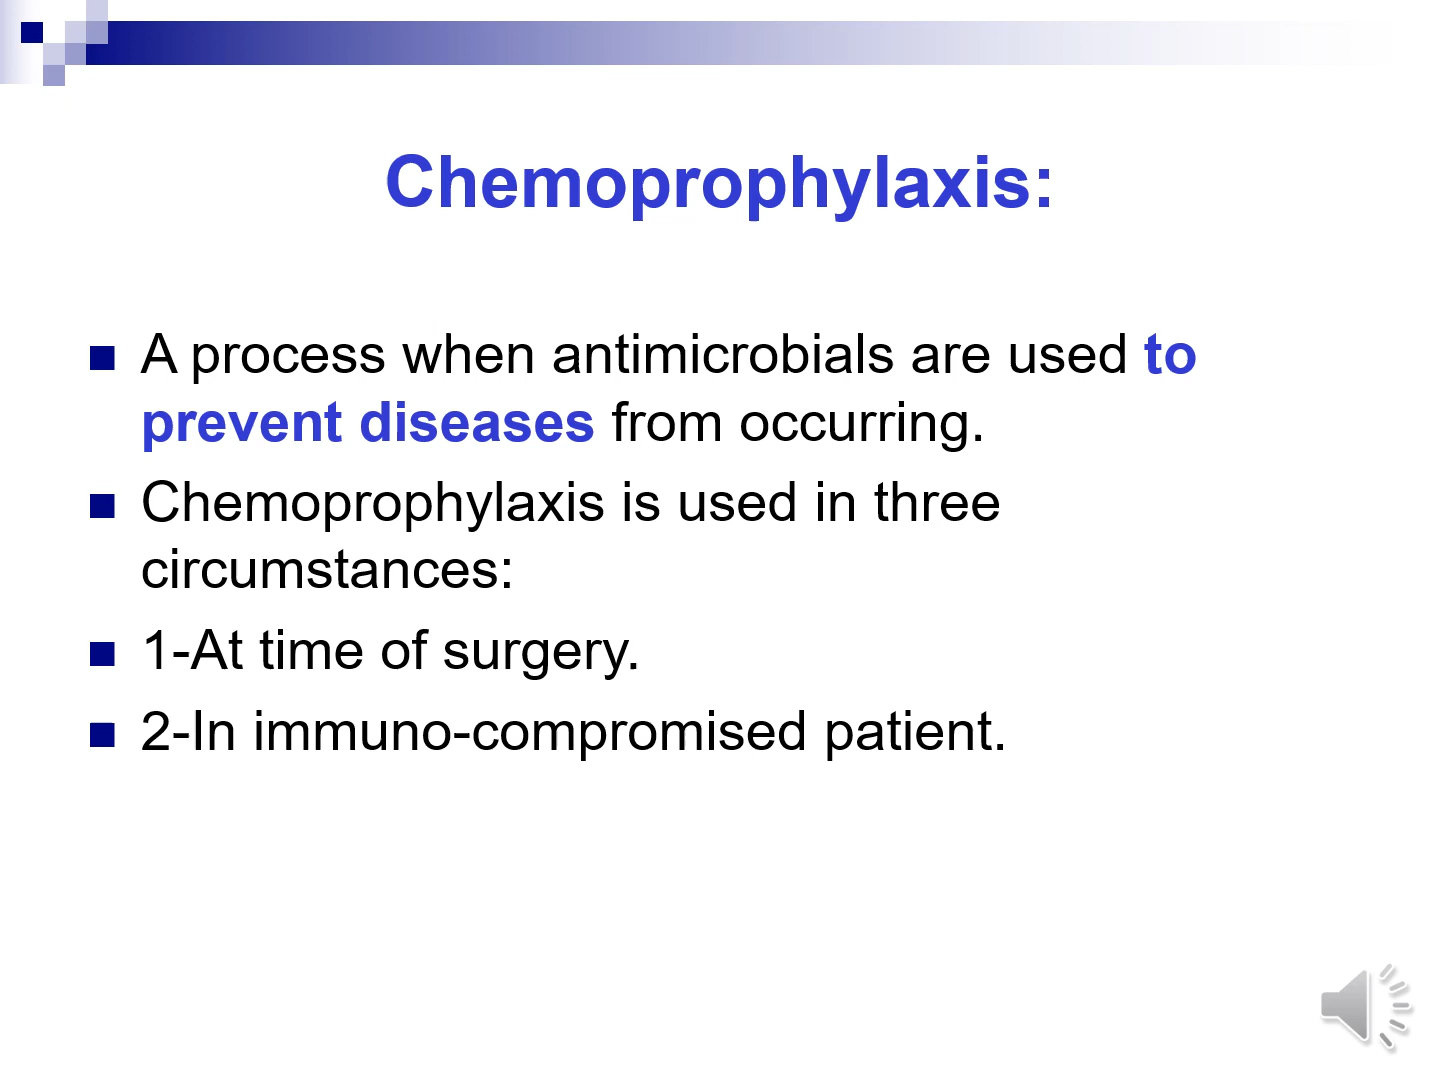 Chemoprophylaxis:
A process when antimicrobials are used to
prevent diseases from occurring.
Chemoprophylaxis is used in three
circumstances:
1-At time of surgery.
2-In immuno-compromised patient.